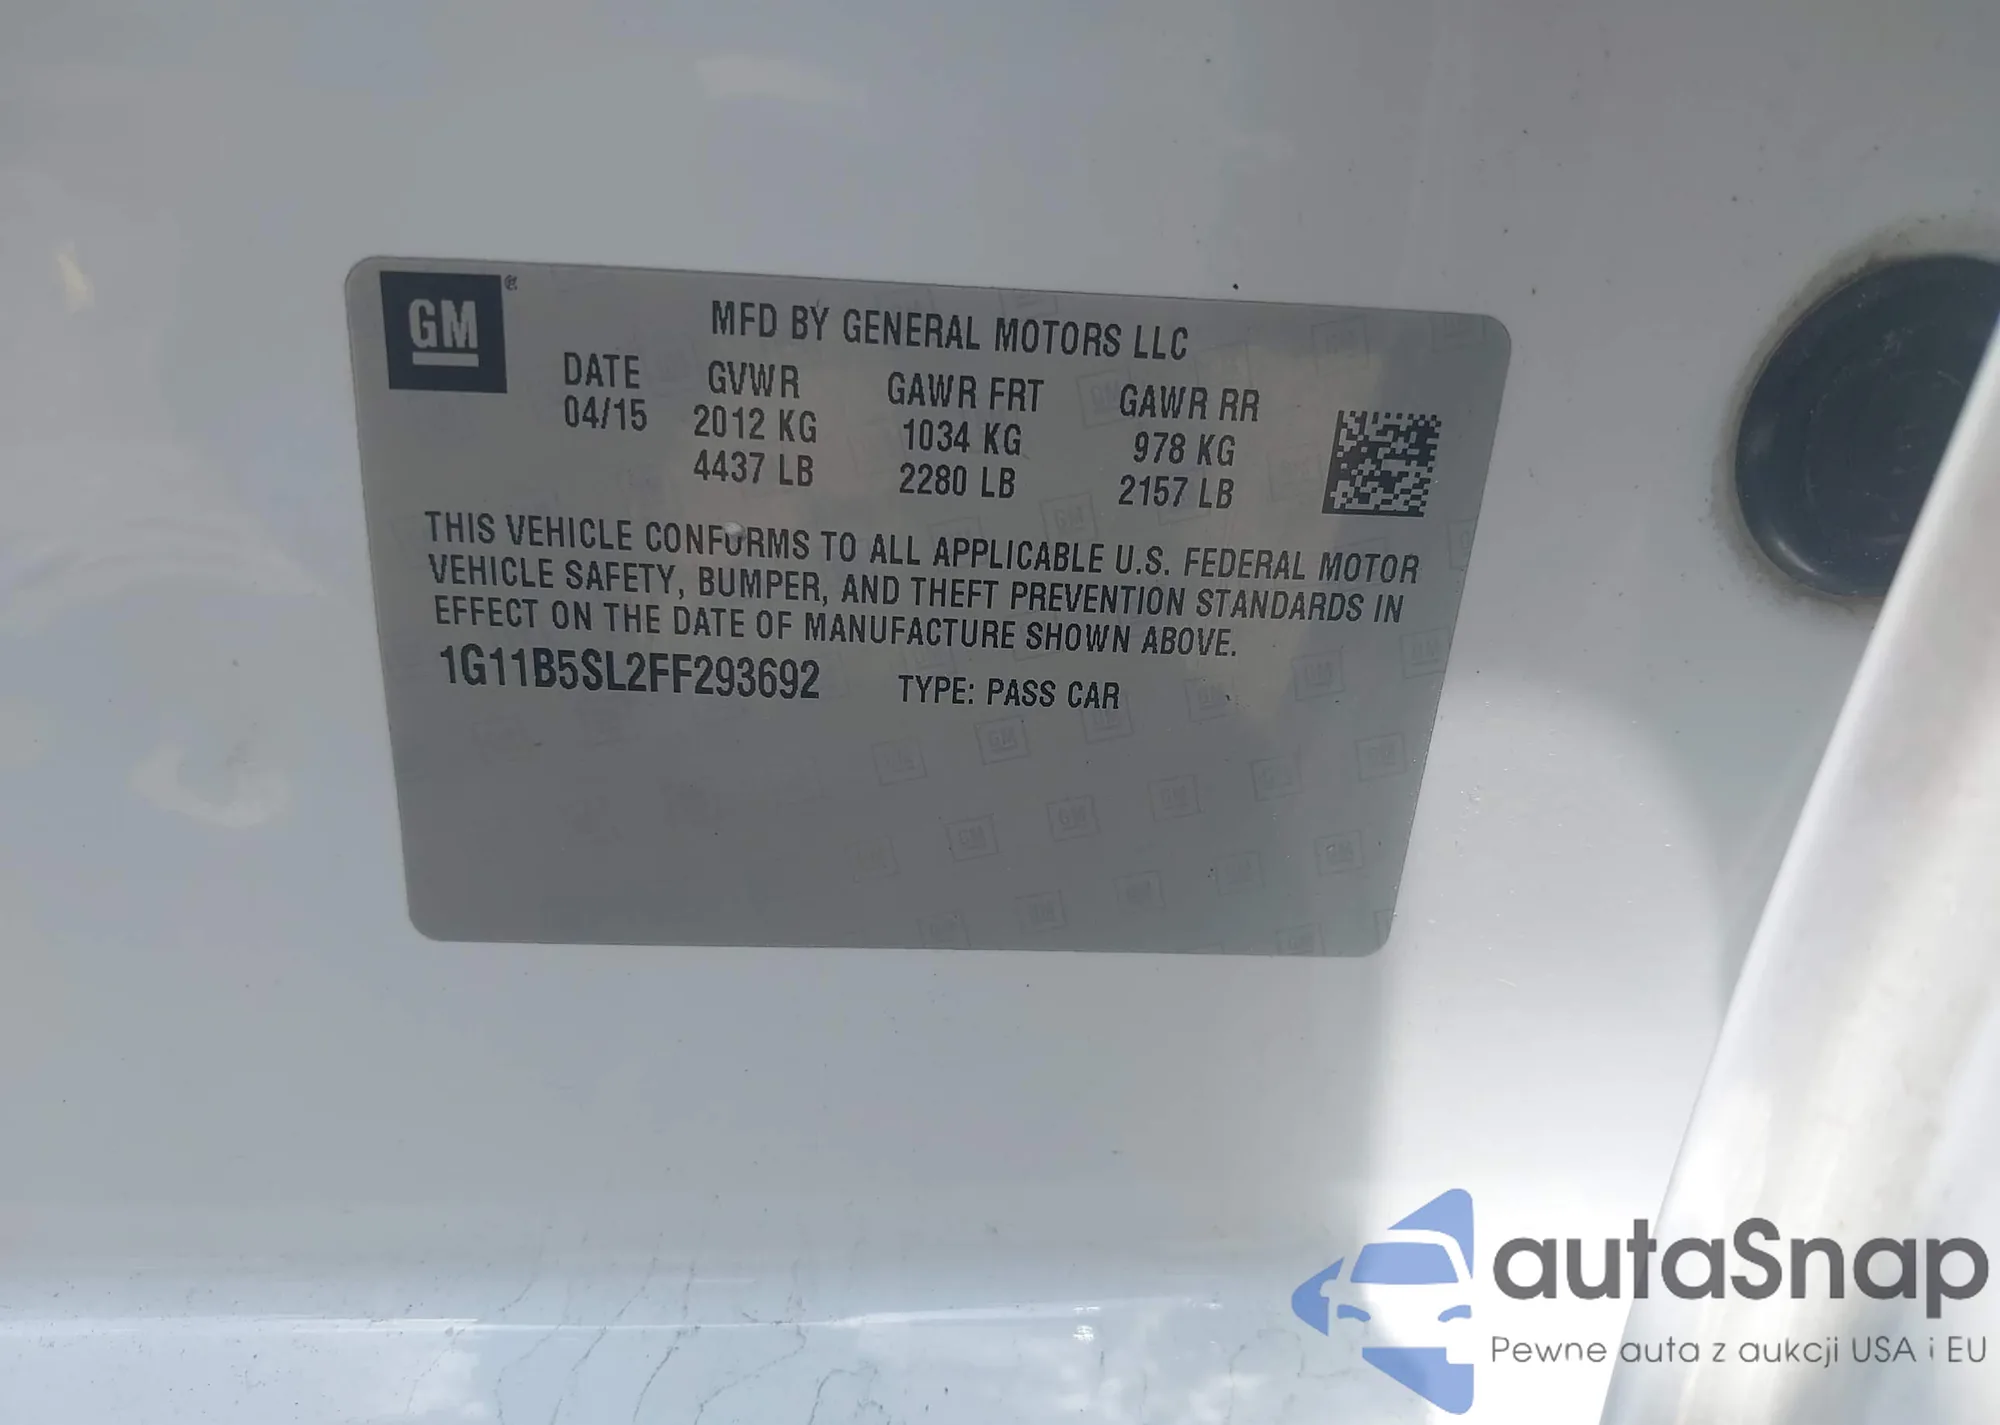 GM
MFD BY GENERAL MOTORS LLC
DATE GVWR GAWR FRT GAWR RR
04/15 2012 KG 1034 KG 978 KG
4437 LB 2280 LB 2157 LB
THIS VEHICLE CONFORMS TO ALL APPLICABLE U.S. FEDERAL MOTOR
VEHICLE SAFETY, BUMPER, AND THEFT PREVENTION STANDARDS IN
EFFECT ON THE DATE OF MANUFACTURE SHOWN ABOVE.
1G11B5SL2FF293692 TYPE: PASS CAR
autaSnap
Pewne auta z aukcji USA i EU